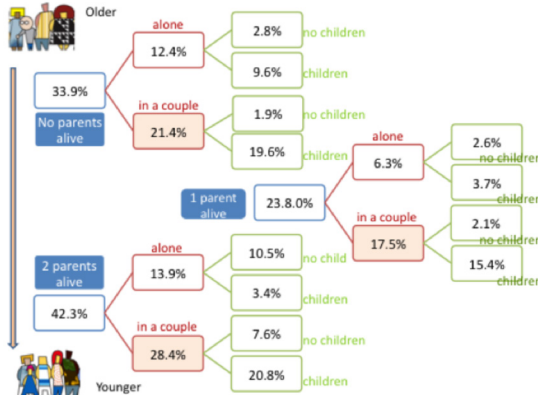 Older
alone
12.4%
2.8%
no children
9.6%
children
33.9%
No parents
alive
in a couple
21.4%
1.9%
no children
19.6%
children
1 parent
alive
23.8.0%
alone
6.3%
2.6%
no children
3.7%
children
in a couple
17.5%
2.1%
no children
15.4%
children
2 parents
alive
42.3%
alone
13.9%
10.5%
no child
3.4%
children
in a couple
28.4%
7.6%
no children
20.8%
children
Younger